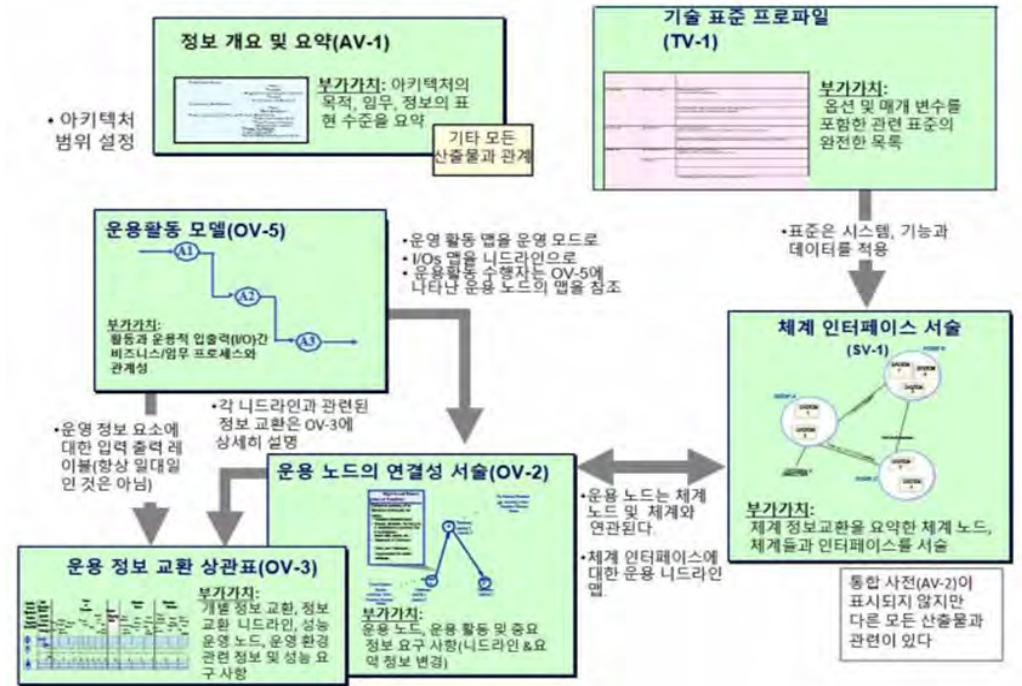 정보 개요 및 요약(AV-1)
부가가치: 아키텍처의
목적, 임무, 정보의 표
현 수준을 요약
기타 모든
산출물과 관계
• 아키텍처
범위 설정
기술 표준 프로파일
(TV-1)
부가가치:
옵션 및 매개 변수를
포함한 관련 표준의
완전한 목록
•표준은 시스템, 기능과
데이터를 적용
운용활동 모델(OV-5)
A1
A2
A3
부가가치:
활동과 운용적 입출력(I/O)간
비즈니스/임무 프로세스와
관계성
•운영 활동 맵을 운영 모드로
• I/Os 맵을 니드라인으로
• 운용활동 수행자는 OV-5에
나타난 운용 노드의 맵을 참조
•운영 정보 요소에
대한 입력 출력 레
이블(항상 일대일
인 것은 아님)
•각 니드라인과 관련된
정보 교환은 OV-3에
상세히 설명
운용 노드의 연결성 서술(OV-2)
부가가치:
운용 노드, 운용 활동 및 중요
정보 요구 사항(니드라인 &요
약 정보 변경)
운용 정보 교환 상관표(OV-3)
부가가치:
개별 정보 교환, 정보
교환 니드라인, 성능
운영 노드, 운영 환경
관련 정보 및 성능 요
구 사항
•운용 노드는 체계
노드 및 체계와
연관된다.
•체계 인터페이스에
대한 운용 니드라인
맵
체계 인터페이스 서술
(SV-1)
부가가치:
체계 정보교환을 요약한 체계 노드,
체계들과 인터페이스를 서술
통합 사전(AV-2)이
표시되지 않지만
다른 모든 산출물과
관련이 있다